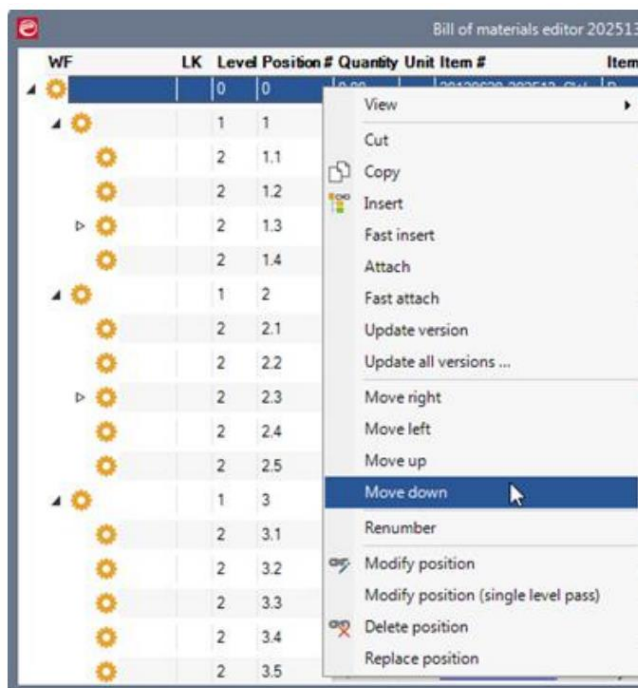 Bill of materials editor 202513
WF LK Level Position # Quantity Unit Item # Item
0 0
View
1 1
Cut
2 1.1
Copy
2 1.2
Insert
2 1.3
Fast insert
2 1.4
Attach
1 2
Fast attach
2 2.1
Update version
2 2.2
Update all versions ...
2 2.3
Move right
2 2.4
Move left
2 2.5
Move up
1 3
Move down
2 3.1
Renumber
2 3.2
Modify position
2 3.3
Modify position (single level pass)
2 3.4
Delete position
2 3.5
Replace position